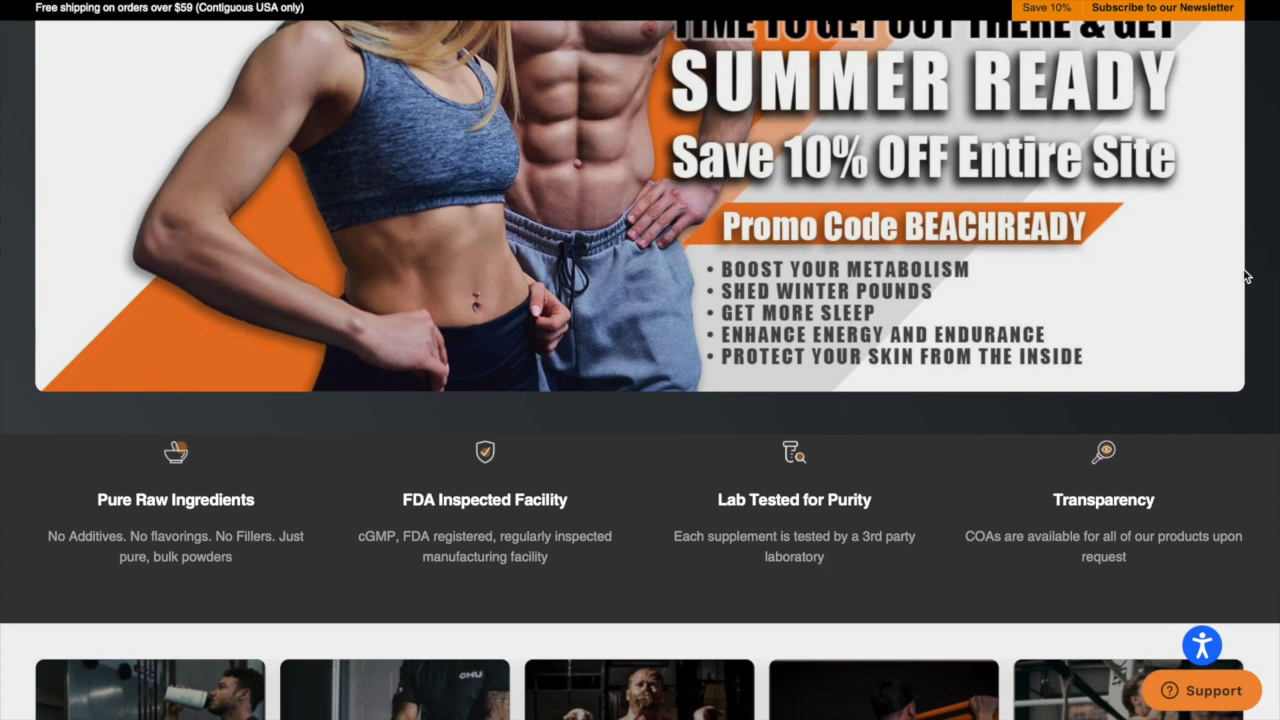 Free shipping on orders over $59 (Contiguous USA only)
Save 10%
Subscribe to our Newsletter
TIME TO GET OUT THERE & GET
SUMMER READY
Save 10% OFF Entire Site
Promo Code BEACHREADY
• BOOST YOUR METABOLISM
• SHED WINTER POUNDS
• GET MORE SLEEP
• ENHANCE ENERGY AND ENDURANCE
• PROTECT YOUR SKIN FROM THE INSIDE
Pure Raw Ingredients
No Additives. No flavorings. No Fillers. Just
pure, bulk powders
FDA Inspected Facility
cGMP, FDA registered, regularly inspected
manufacturing facility
Lab Tested for Purity
Each supplement is tested by a 3rd party
laboratory
Transparency
COAs are available for all of our products upon
request
Support